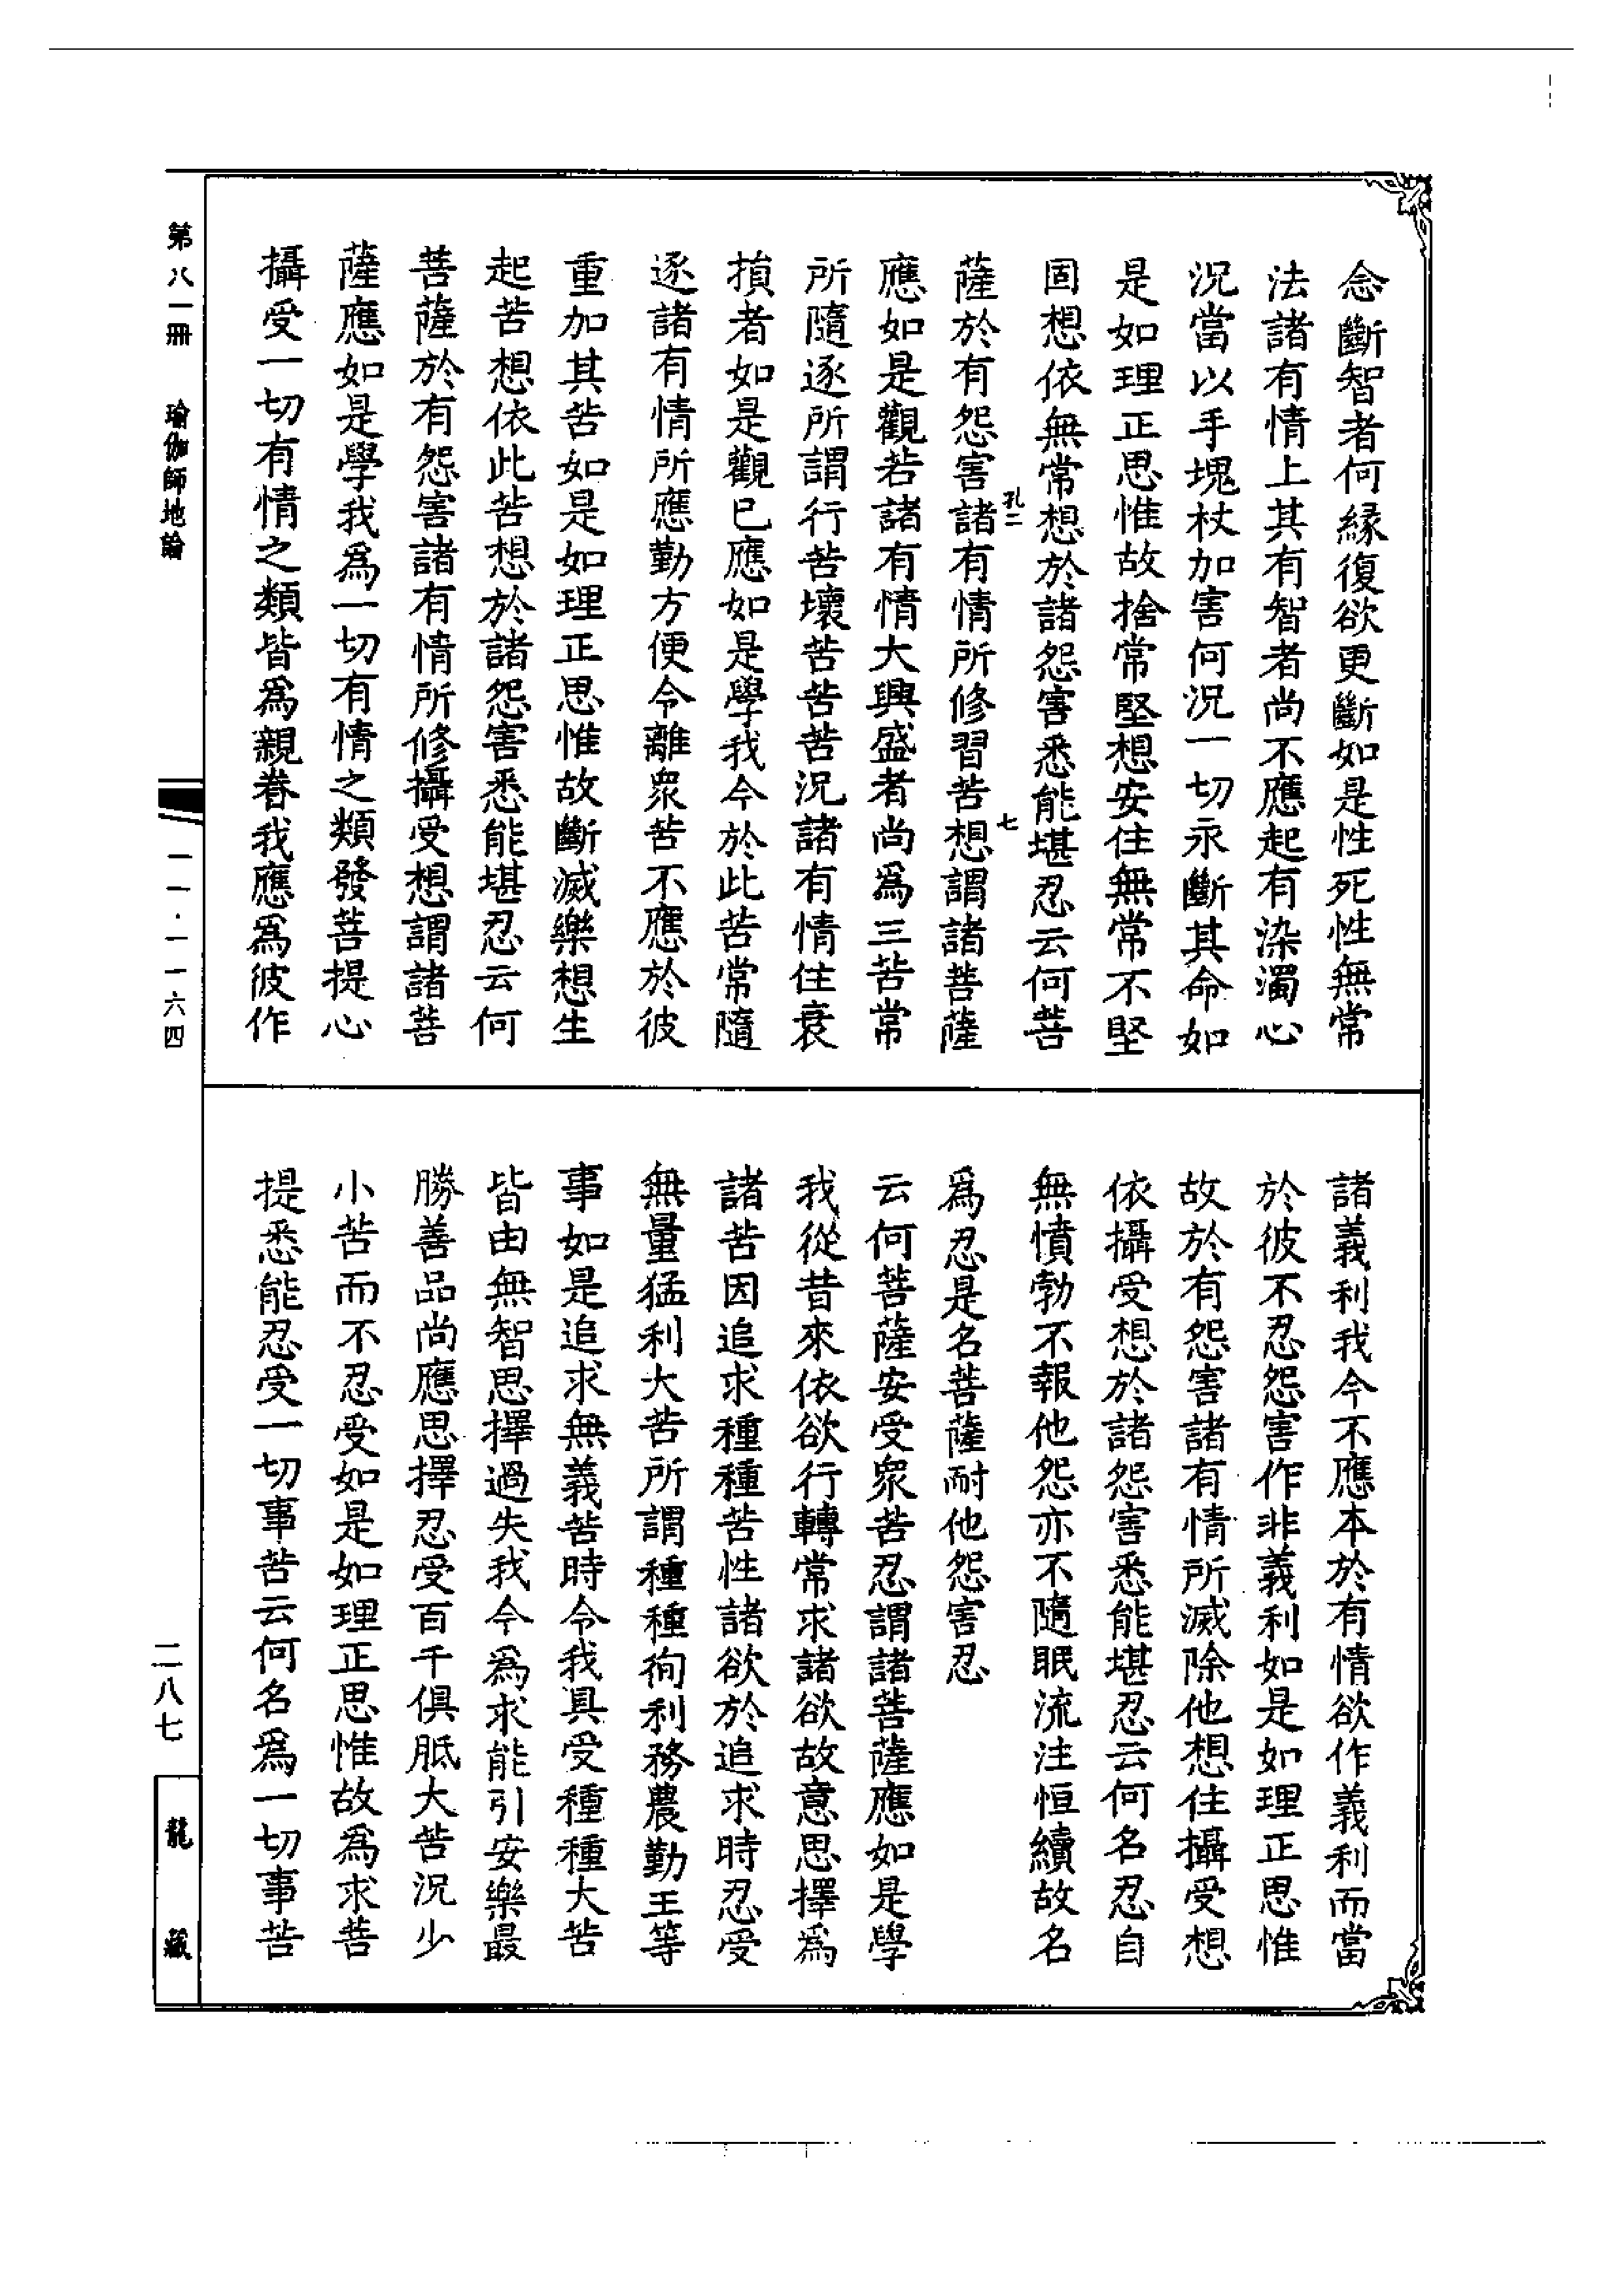 念斷智者何緣復欲更斷如是性死性無常
法諸有情上其有智者尚不應起有染濁心
況當以手塊杖加害何況一切永斷其命如
是如理正思惟故捨常堅想安住無常不堅
固想依無常想於諸怨害悉能堪忍云何菩
孔二
七
薩於有怨害諸有情所修習苦想謂諸菩薩
應如是觀若諸有情大興盛者尚爲三苦常
所隨逐所謂行苦壞苦苦苦況諸有情住衰
損者如是觀已應如是學我今於此苦常隨
逐諸有情所應勤方便令離衆苦不應於彼
重加其苦如是如理正思惟故斷滅樂想生
起苦想依此苦想於諸怨害悉能堪忍云何
菩薩於有怨害諸有情所修攝受想謂諸菩
薩應如是學我爲一切有情之類發菩提心
攝受一切有情之類皆爲親眷我應爲彼作
諸義利我今不應本於有情欲作義利而當
於彼不忍怨害作非義利如是如理正思惟
故於有怨害諸有情所滅除他想住攝受想
依攝受想於諸怨害悉能堪忍云何名忍自
無憤勃不報他怨亦不隨眠流注恒續故名
爲忍是名菩薩耐他怨害忍
云何菩薩安受衆苦忍謂諸菩薩應如是學
我從昔來依欲行轉常求諸欲故意思擇爲
諸苦因追求種種苦性諸欲於追求時忍受
無量猛利大苦所謂種種徇利務農勤王等
事如是追求無義苦時令我具受種種大苦
皆由無智思擇過失我今爲求能引安樂最
勝善品尚應思擇忍受百千俱胝大苦況少
小苦而不忍受如是如理正思惟故爲求菩
提悉能忍受一切事苦云何名爲一切事苦
第八一冊 瑜伽師地論 一一·一一六四
二八七
龍藏